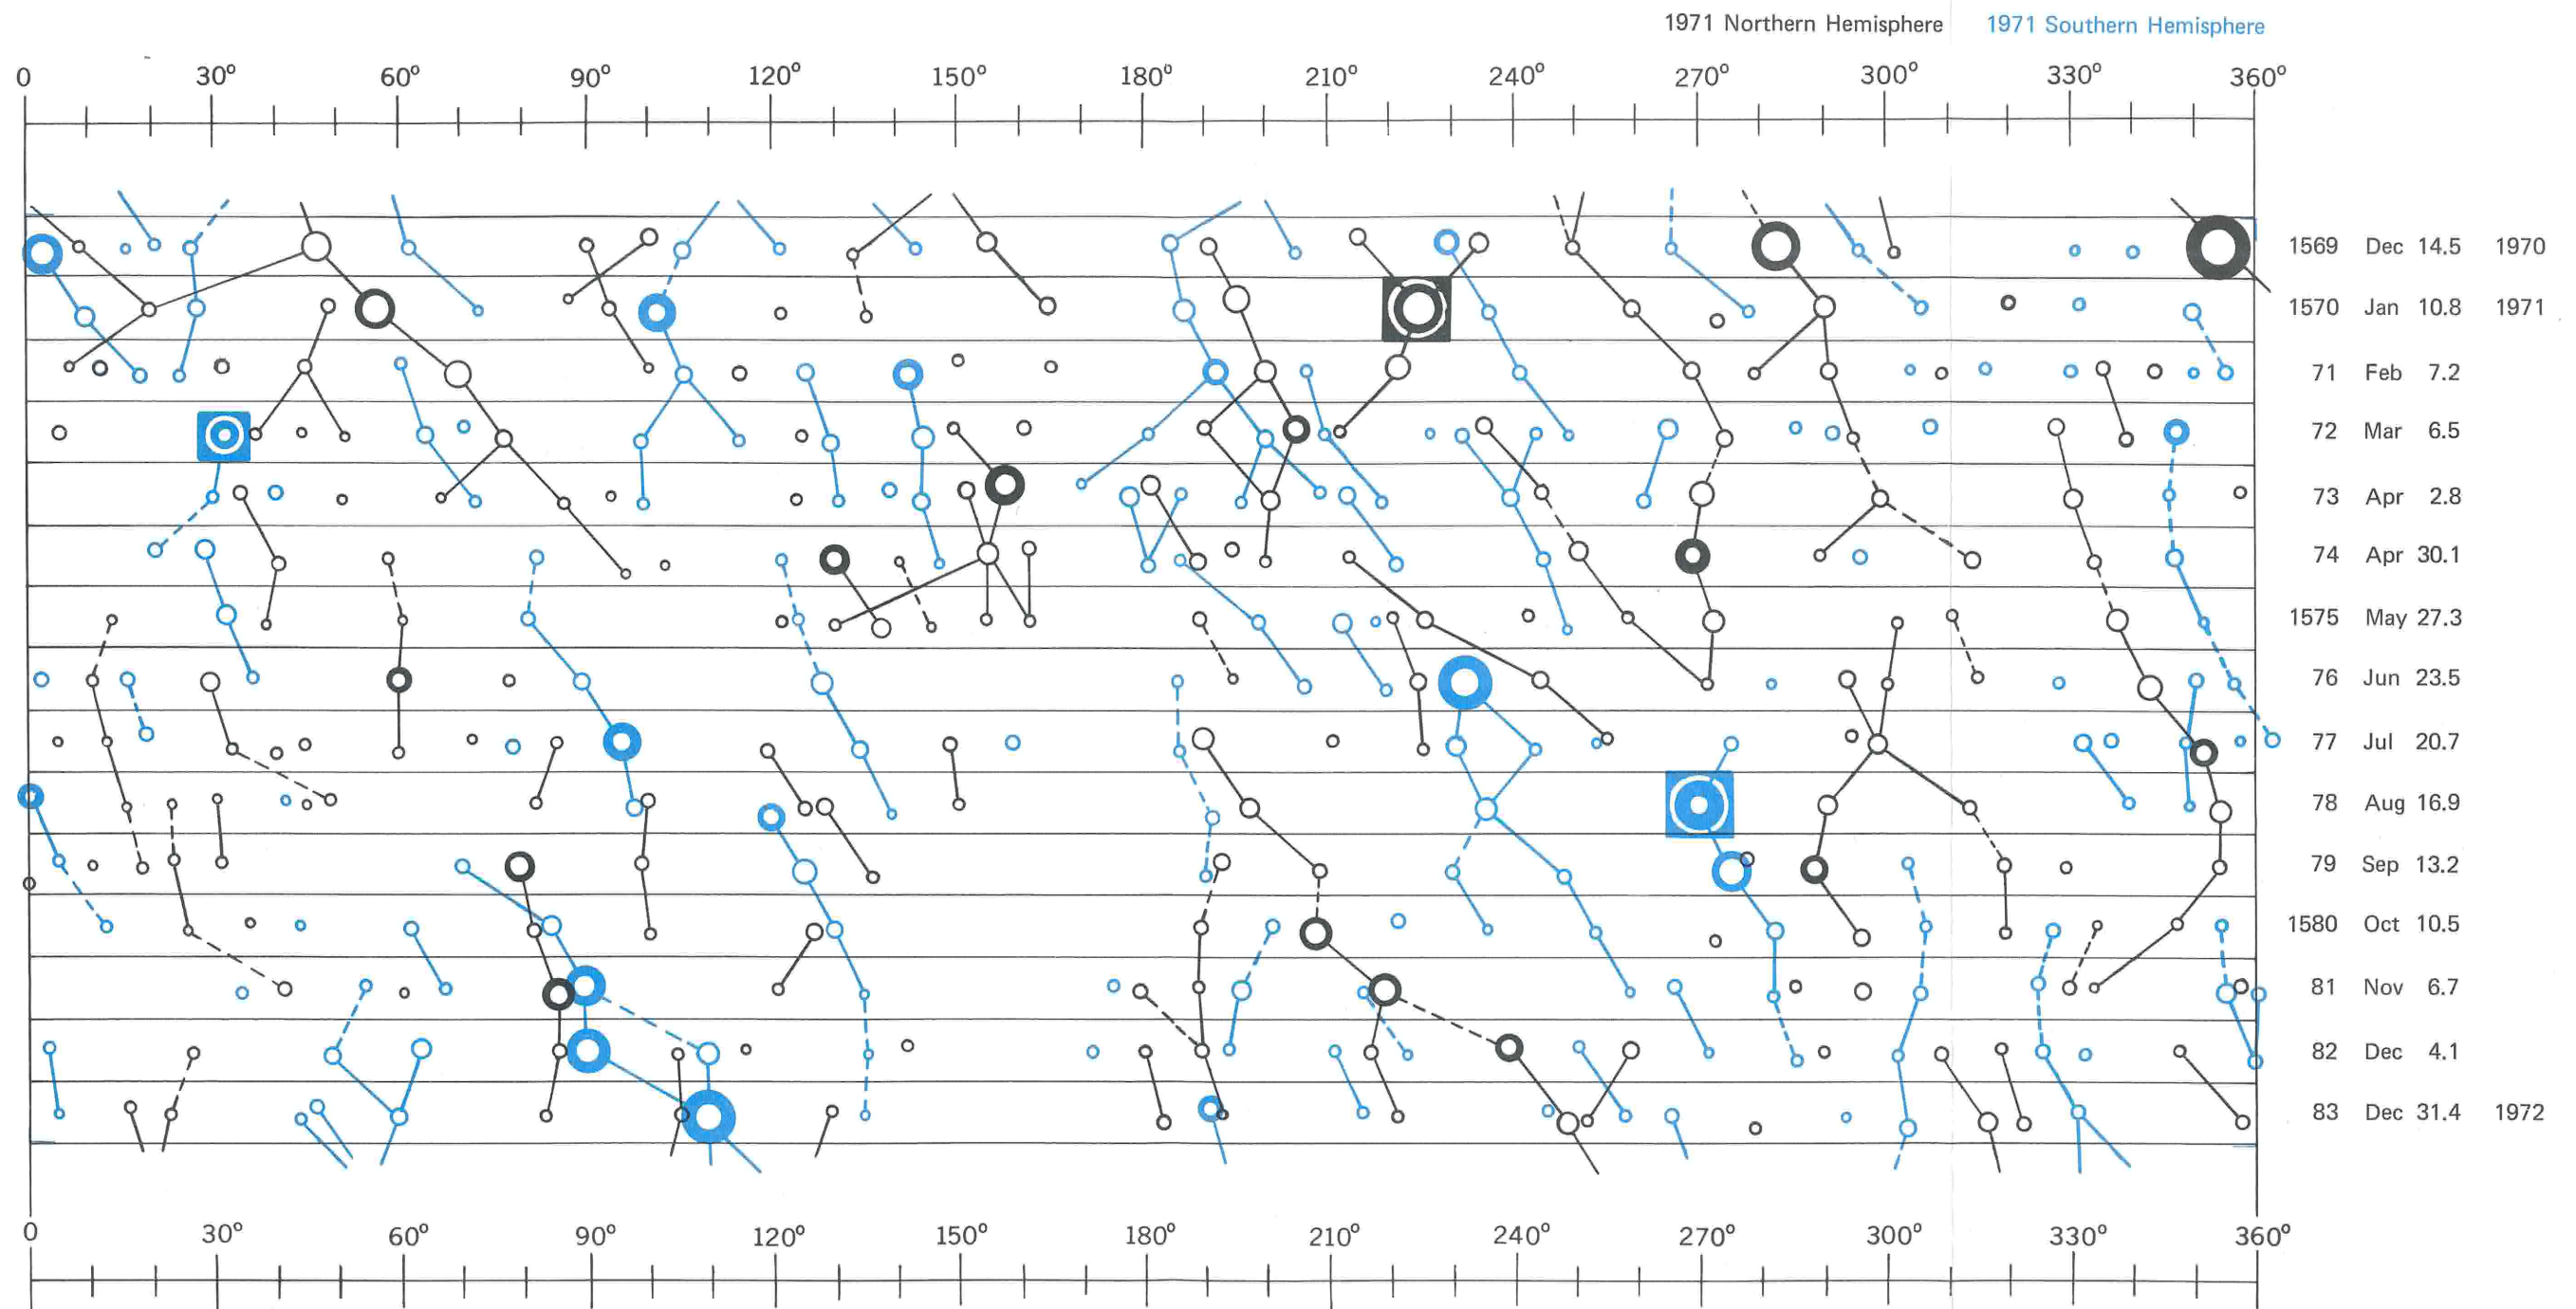 1971 Northern Hemisphere 1971 Southern Hemisphere
0 30° 60° 90° 120° 150° 180° 210° 240° 270° 300° 330° 360°
1569 Dec 14.5 1970
1570 Jan 10.8 1971
71 Feb 7.2
72 Mar 6.5
73 Apr 2.8
74 Apr 30.1
1575 May 27.3
76 Jun 23.5
77 Jul 20.7
78 Aug 16.9
79 Sep 13.2
1580 Oct 10.5
81 Nov 6.7
82 Dec 4.1
83 Dec 31.4 1972
0 30° 60° 90° 120° 150° 180° 210° 240° 270° 300° 330° 360°